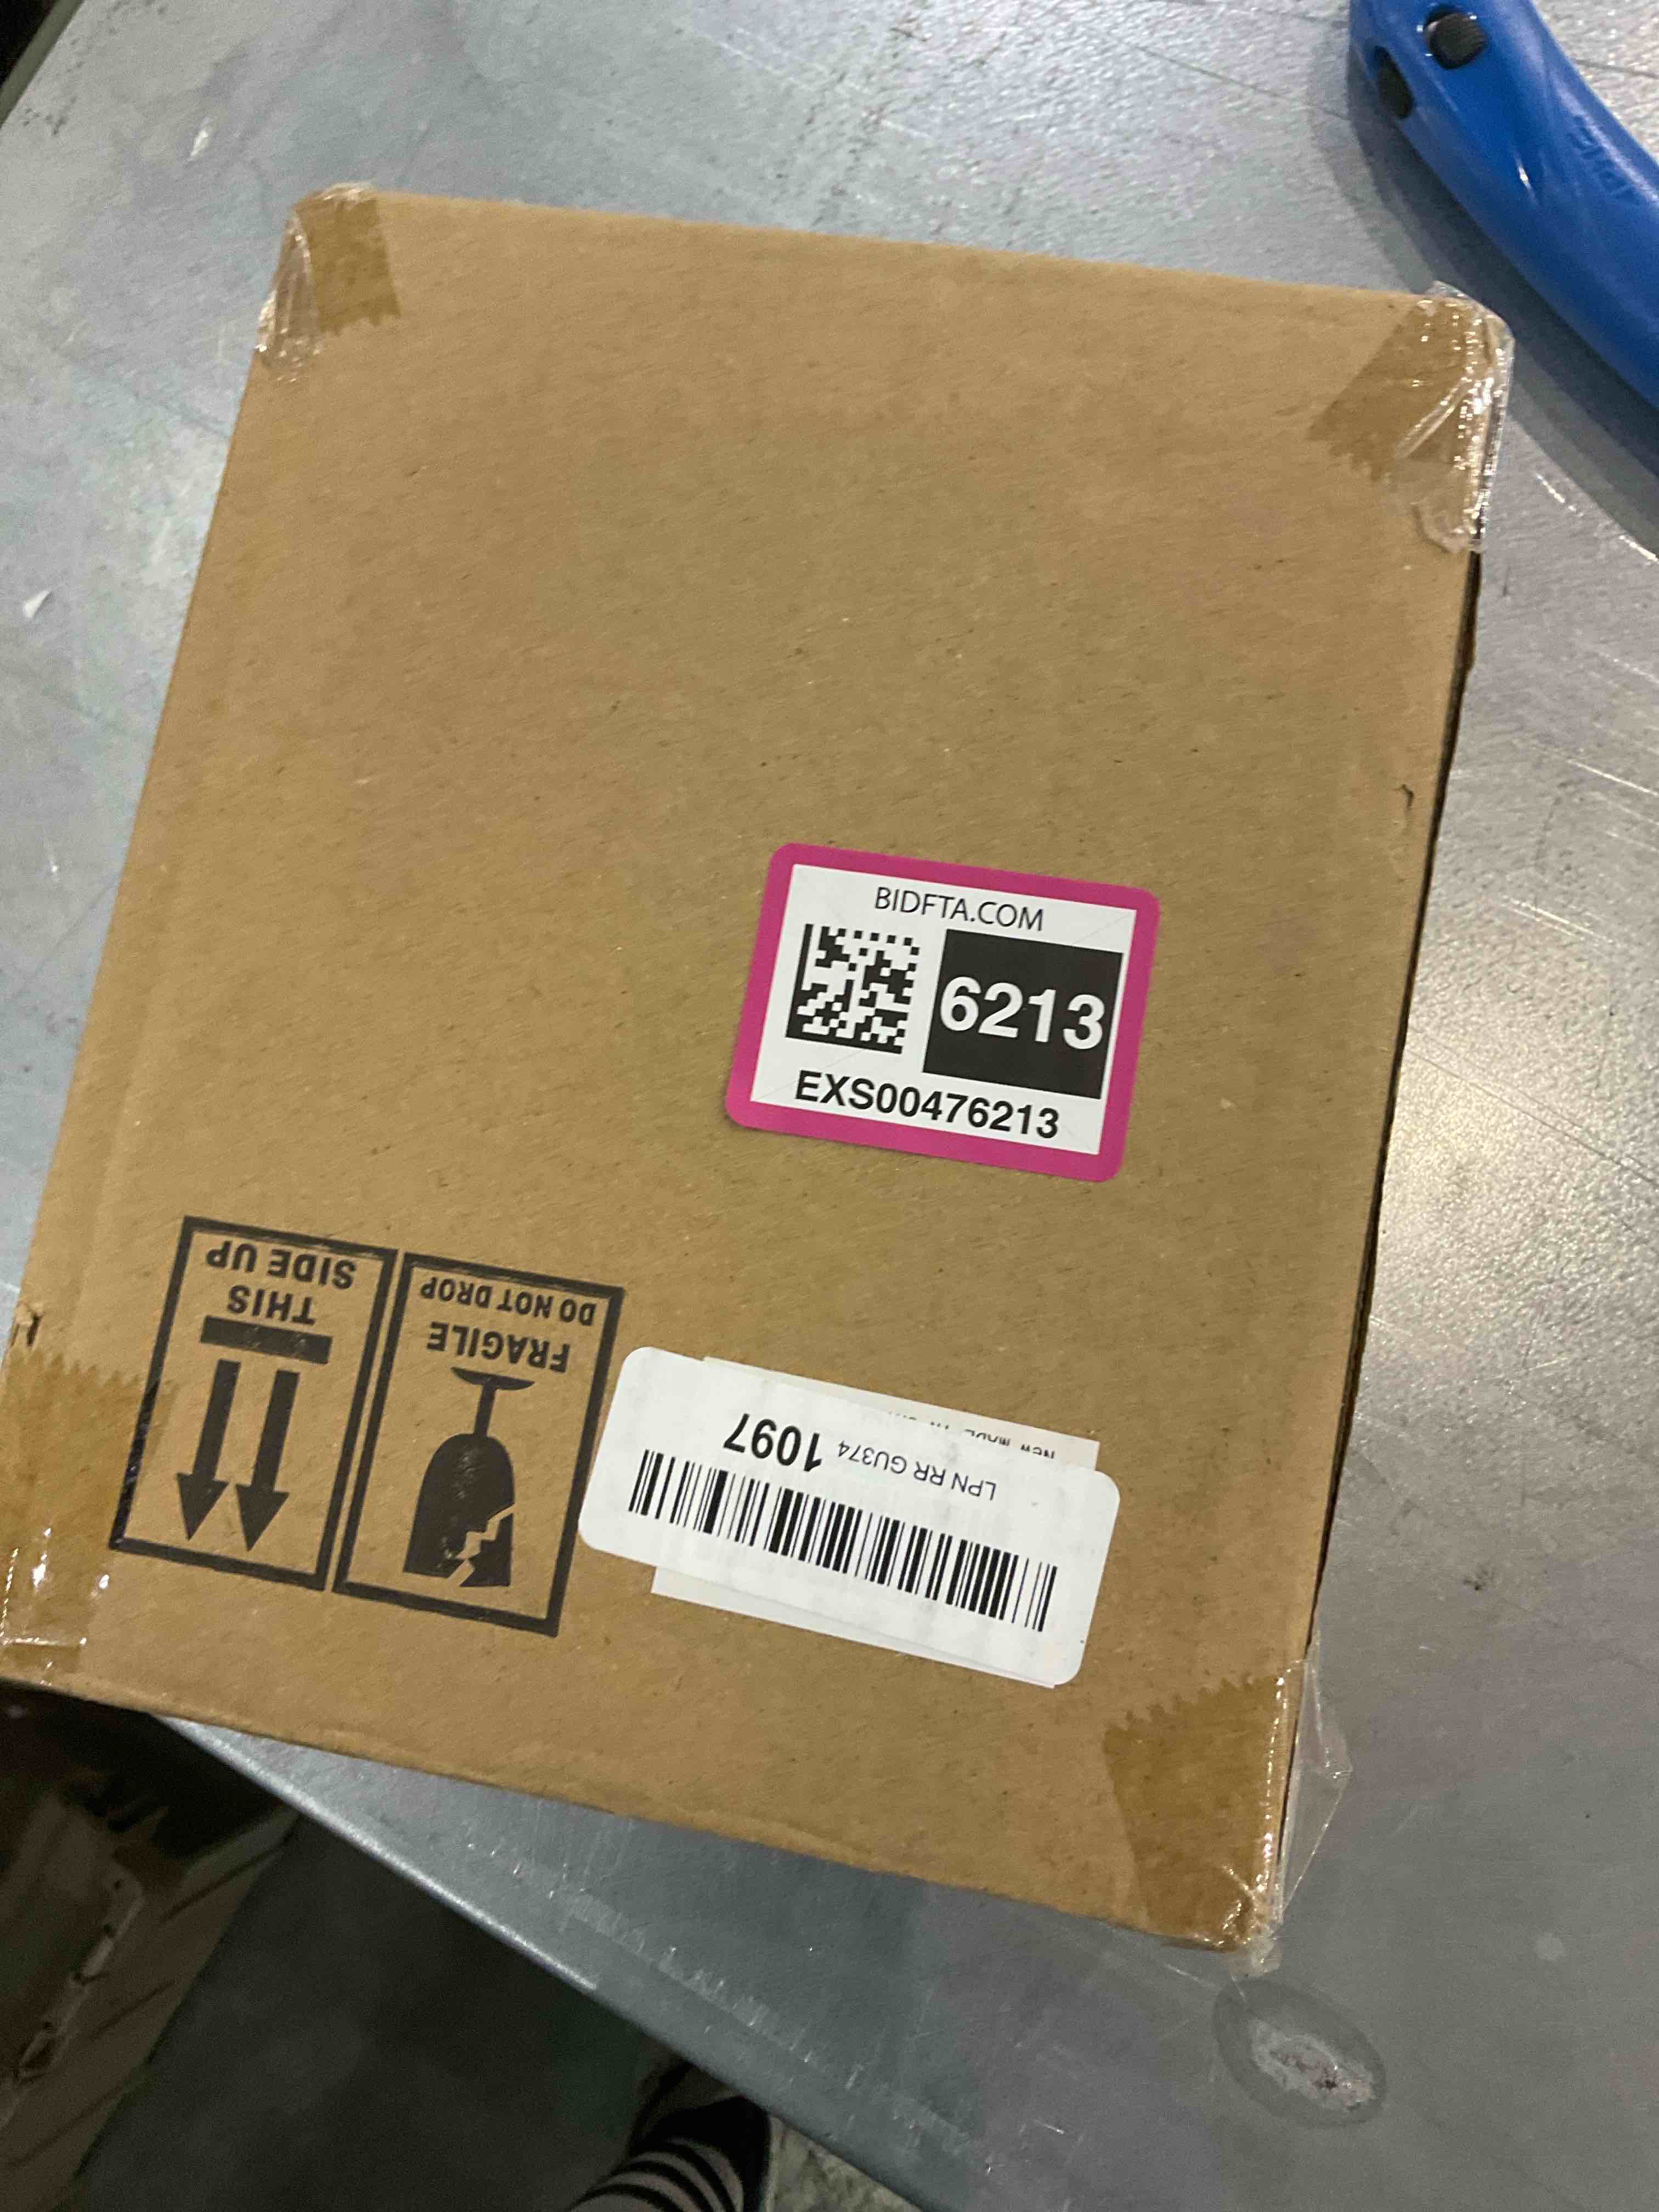 BIDFTA.COM
6213
EXS00476213
THIS
SIDE UP
FRAGILE
DO NOT DROP
LPN RR GU374 1097